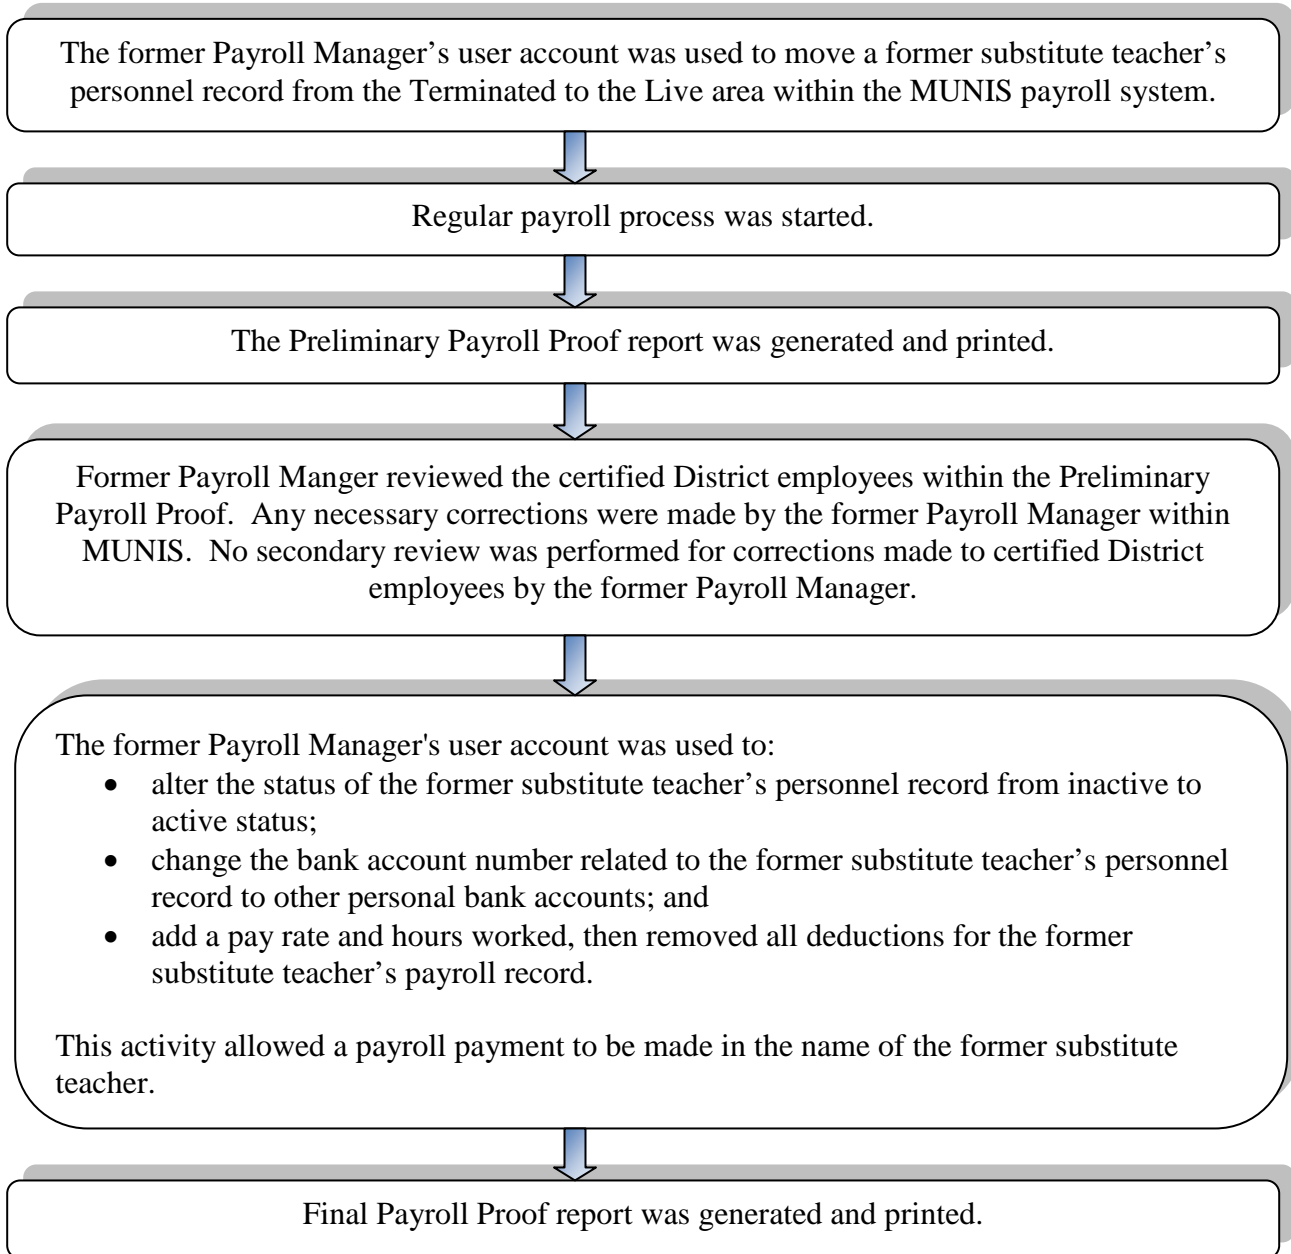 The former Payroll Manager’s user account was used to move a former substitute teacher’s
personnel record from the Terminated to the Live area within the MUNIS payroll system.
Regular payroll process was started.
The Preliminary Payroll Proof report was generated and printed.
Former Payroll Manger reviewed the certified District employees within the Preliminary
Payroll Proof.  Any necessary corrections were made by the former Payroll Manager within
MUNIS.  No secondary review was performed for corrections made to certified District
employees by the former Payroll Manager.
The former Payroll Manager's user account was used to:
• alter the status of the former substitute teacher’s personnel record from inactive to
active status;
• change the bank account number related to the former substitute teacher’s personnel
record to other personal bank accounts; and
• add a pay rate and hours worked, then removed all deductions for the former
substitute teacher’s payroll record.
This activity allowed a payroll payment to be made in the name of the former substitute
teacher.
Final Payroll Proof report was generated and printed.